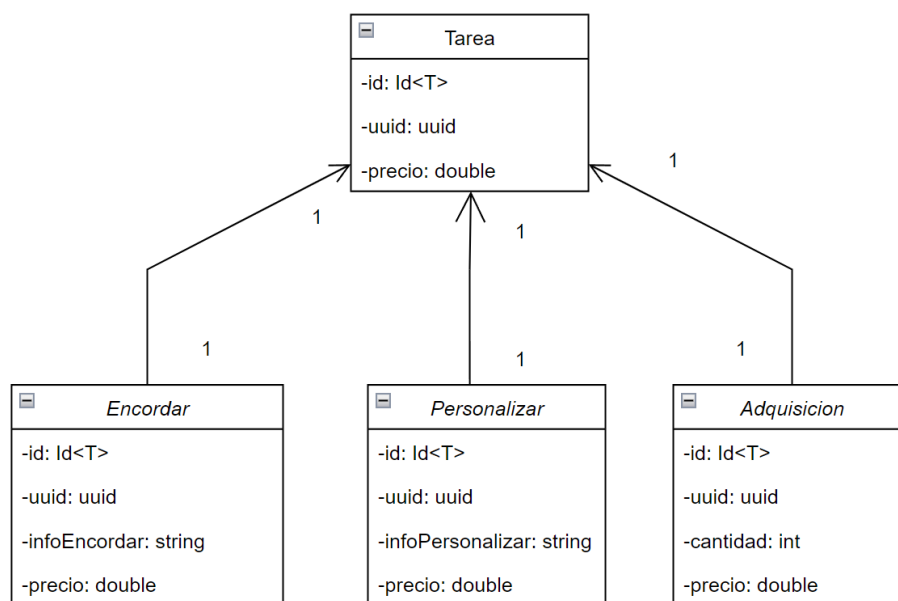 Tarea
-id: Id<T>
-uuid: uuid
-precio: double
1
1
1
1
1
1
Encordar
-id: Id<T>
-uuid: uuid
-infoEncordar: string
-precio: double
Personalizar
-id: Id<T>
-uuid: uuid
-infoPersonalizar: string
-precio: double
Adquisicion
-id: Id<T>
-uuid: uuid
-cantidad: int
-precio: double